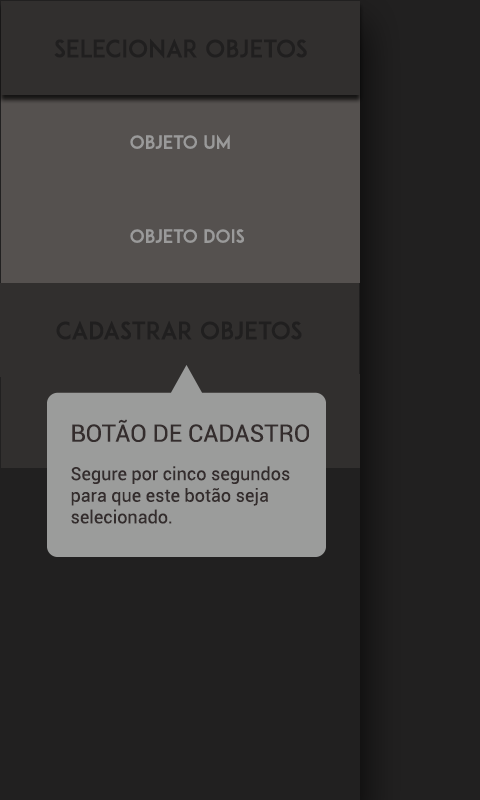 SELECIONAR OBJETOS
OBJETO UM
OBJETO DOIS
CADASTRAR OBJETOS
BOTÃO DE CADASTRO
Segure por cinco segundos
para que este botão seja
selecionado.